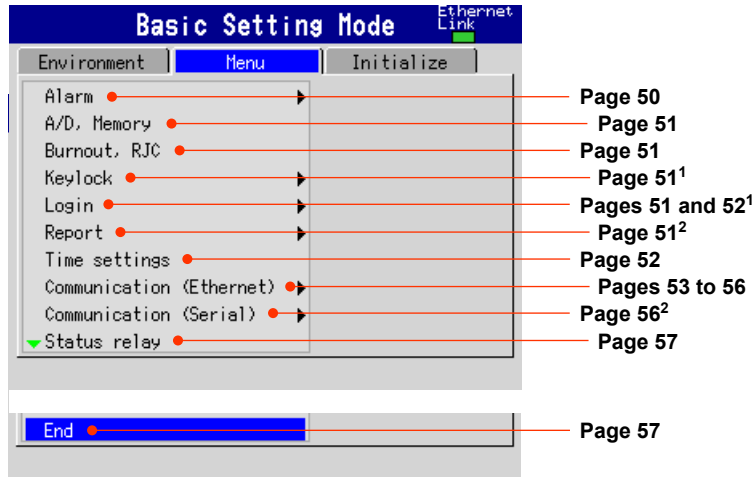 Basic Setting Mode
Ethernet
Link
Environment Menu Initialize
Alarm Page 50
A/D, Memory Page 51
Burnout, RJC Page 51
Keylock Page 51¹
Login Pages 51 and 52¹
Report Page 51²
Time settings Page 52
Communication (Ethernet) Pages 53 to 56
Communication (Serial) Page 56²
Status relay Page 57
End Page 57